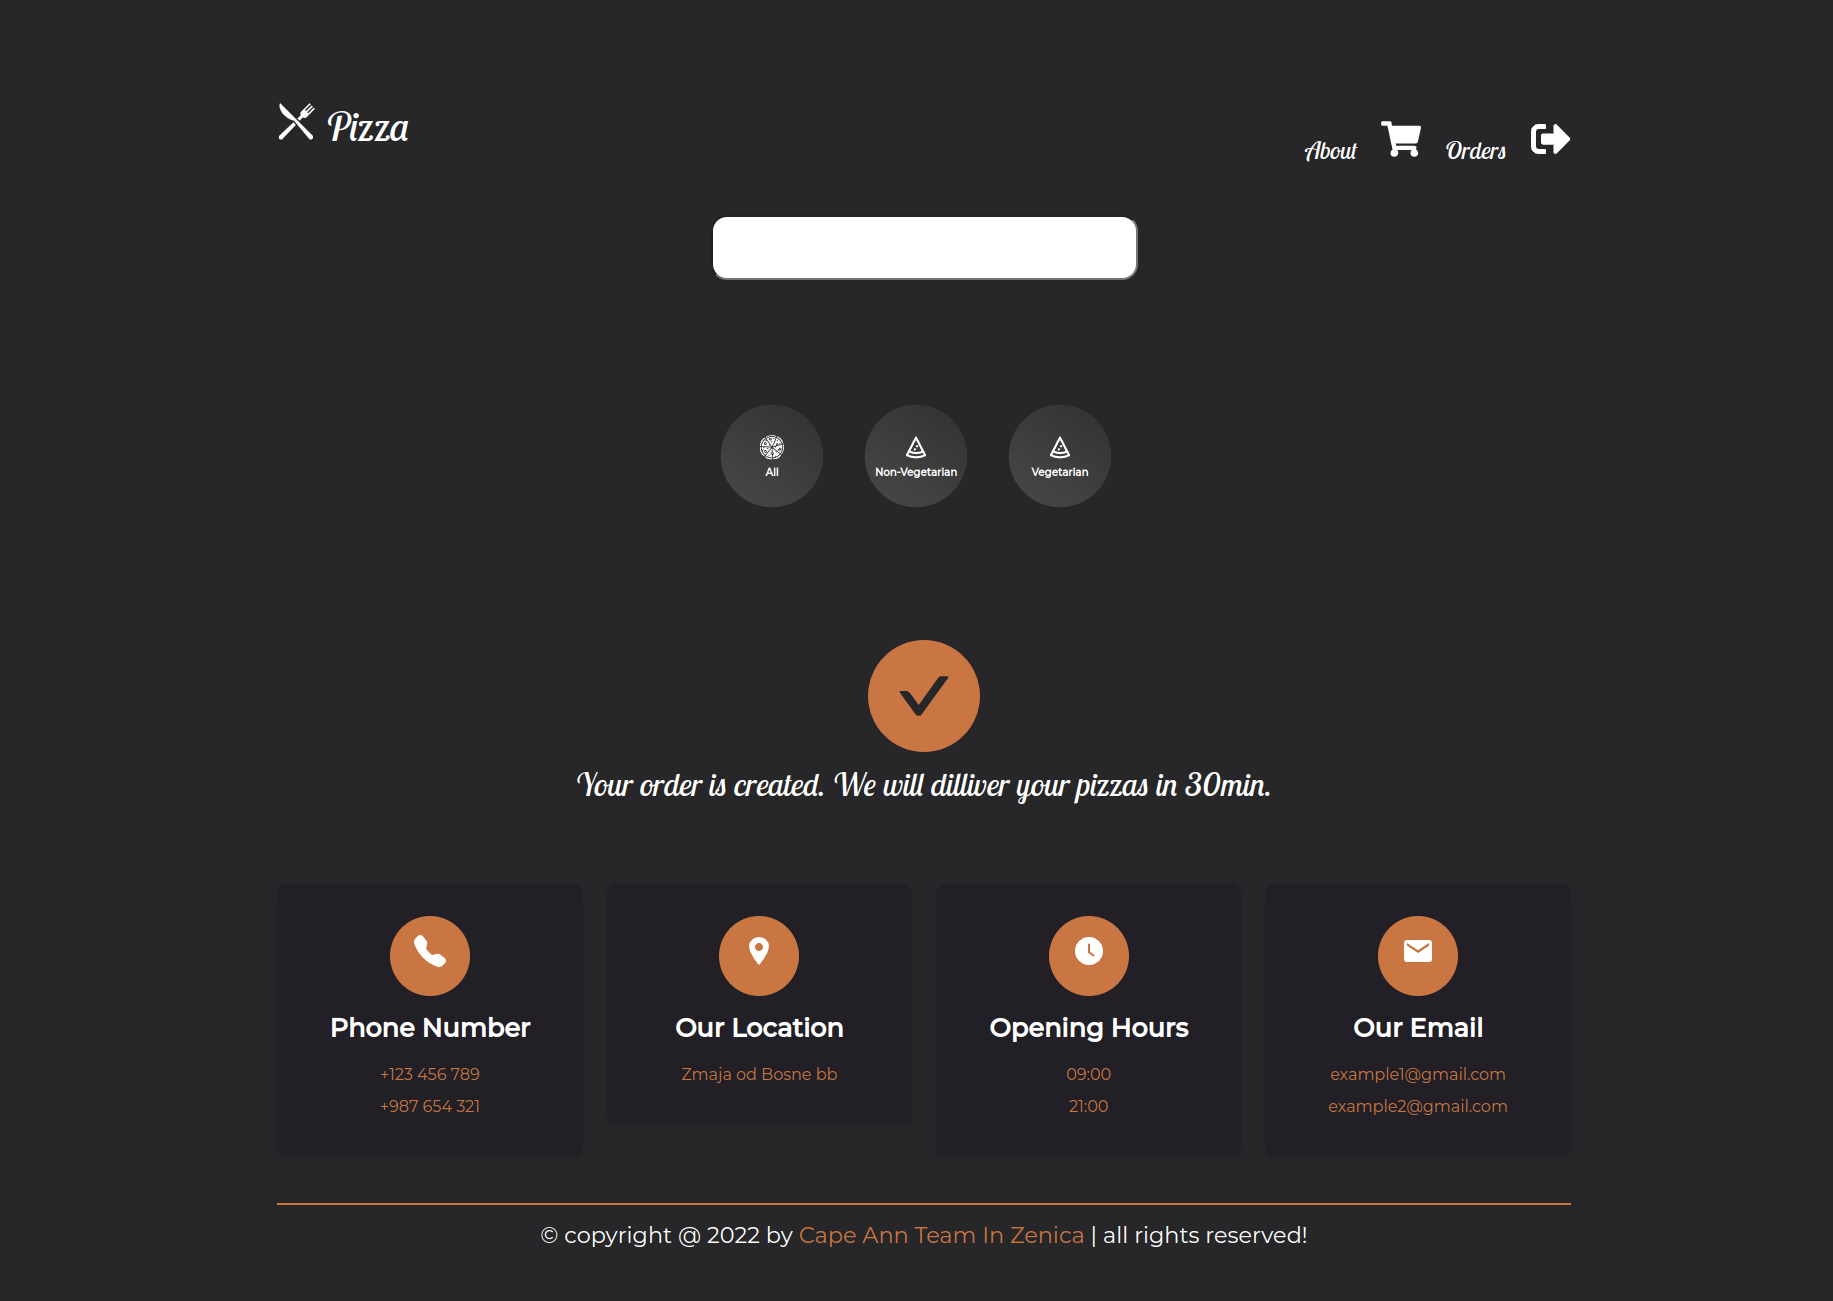 Pizza
About
Orders
All
Non-Vegetarian
Vegetarian
Your order is created. We will dilliver your pizzas in 30min.
Phone Number
+123 456 789
+987 654 321
Our Location
Zmaja od Bosne bb
Opening Hours
09:00
21:00
Our Email
example1@gmail.com
example2@gmail.com
© copyright @ 2022 by Cape Ann Team In Zenica | all rights reserved!